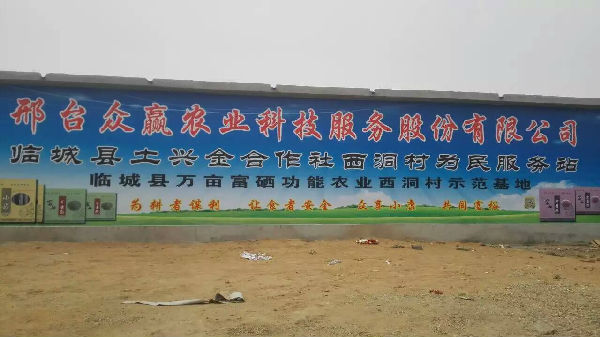 邢台众赢农业科技服务股份有限公司
临城县土兴金合作社西洞村为民服务站
临城县万亩富硒功能农业西洞村示范基地
为耕者谋利 让食者安全 众享小康 共同富裕